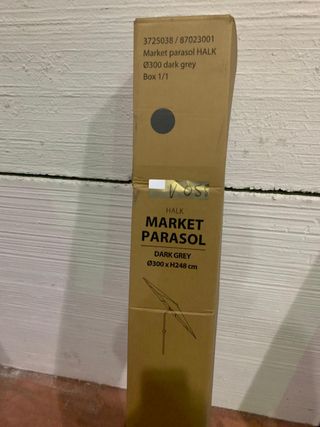 3725038 / 87023001
Market parasol HALK
Ø300 dark grey
Box 1/1
HALK
MARKET
PARASOL
DARK GREY
Ø300 x H248 cm